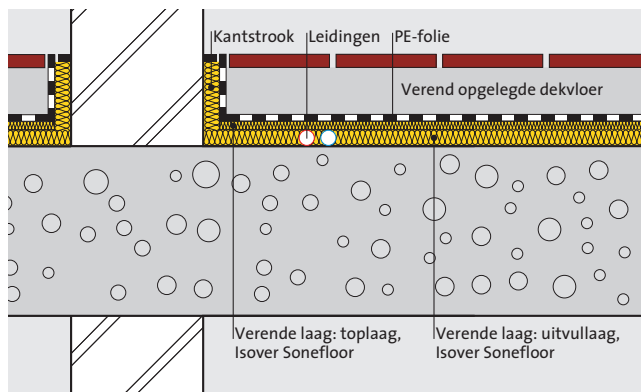 Kantstrook
Leidingen
PE-folie
Verend opgelegde dekvloer
Verende laag: toplaag,
Isover Sonefloor
Verende laag: uitvullaag,
Isover Sonefloor